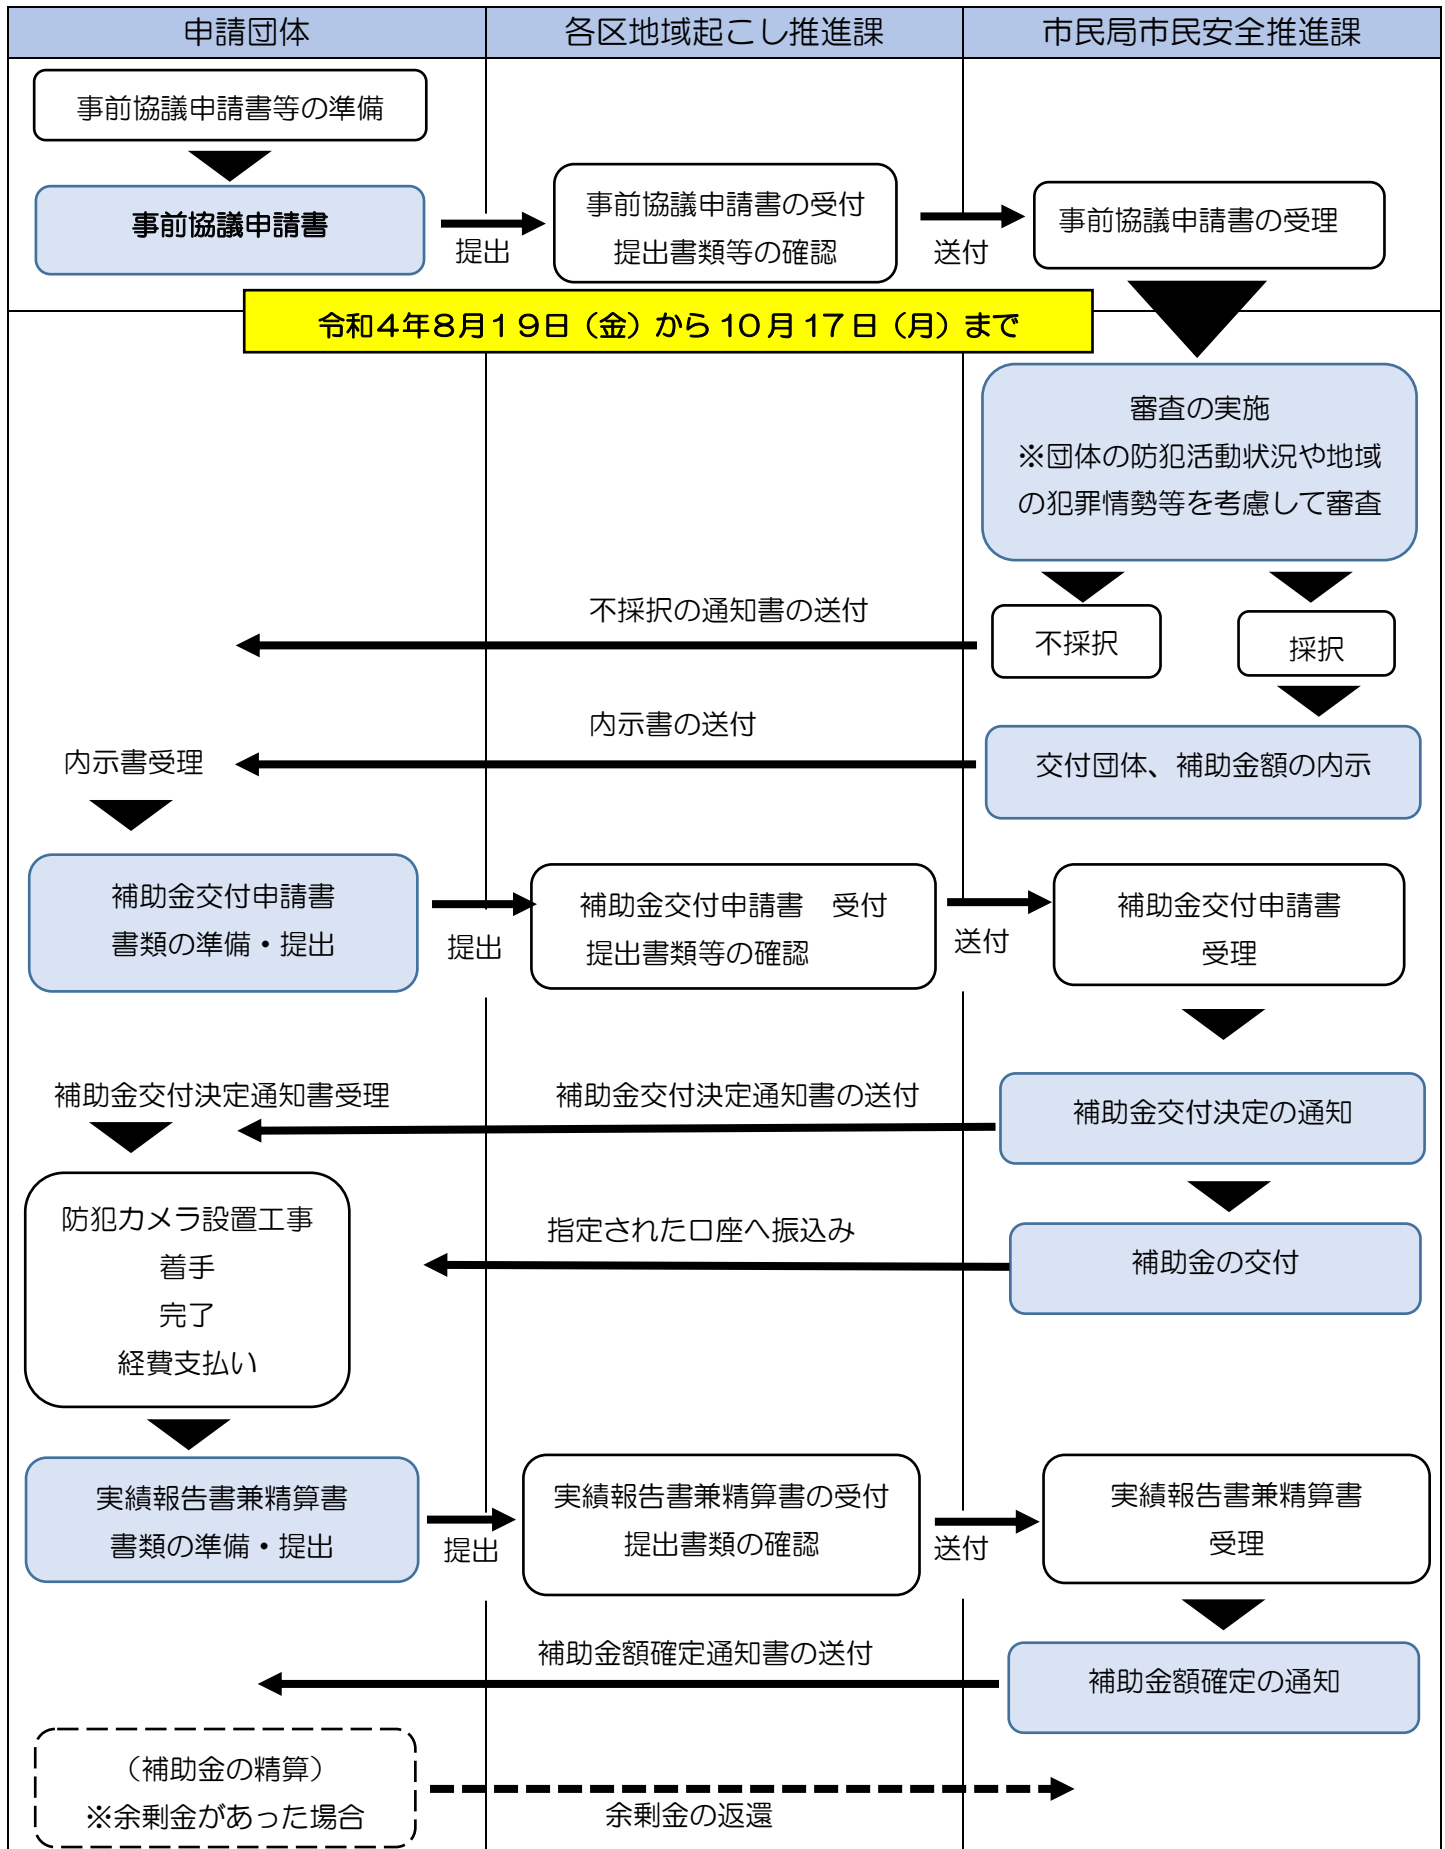 申請団体
各区地域起こし推進課
市民局市民安全推進課
事前協議申請書等の準備
事前協議申請書
提出
事前協議申請書の受付
提出書類等の確認
送付
事前協議申請書の受理
令和4年8月19日（金）から10月17日（月）まで
審査の実施
※団体の防犯活動状況や地域
の犯罪情勢等を考慮して審査
不採択の通知書の送付
不採択
採択
内示書の送付
内示書受理
交付団体、補助金額の内示
補助金交付申請書
書類の準備・提出
提出
補助金交付申請書　受付
提出書類等の確認
送付
補助金交付申請書
受理
補助金交付決定通知書受理
補助金交付決定通知書の送付
補助金交付決定の通知
防犯カメラ設置工事
着手
完了
経費支払い
指定された口座へ振込み
補助金の交付
実績報告書兼精算書
書類の準備・提出
提出
実績報告書兼精算書の受付
提出書類の確認
送付
実績報告書兼精算書
受理
補助金額確定通知書の送付
補助金額確定の通知
（補助金の精算）
※余剰金があった場合
余剰金の返還